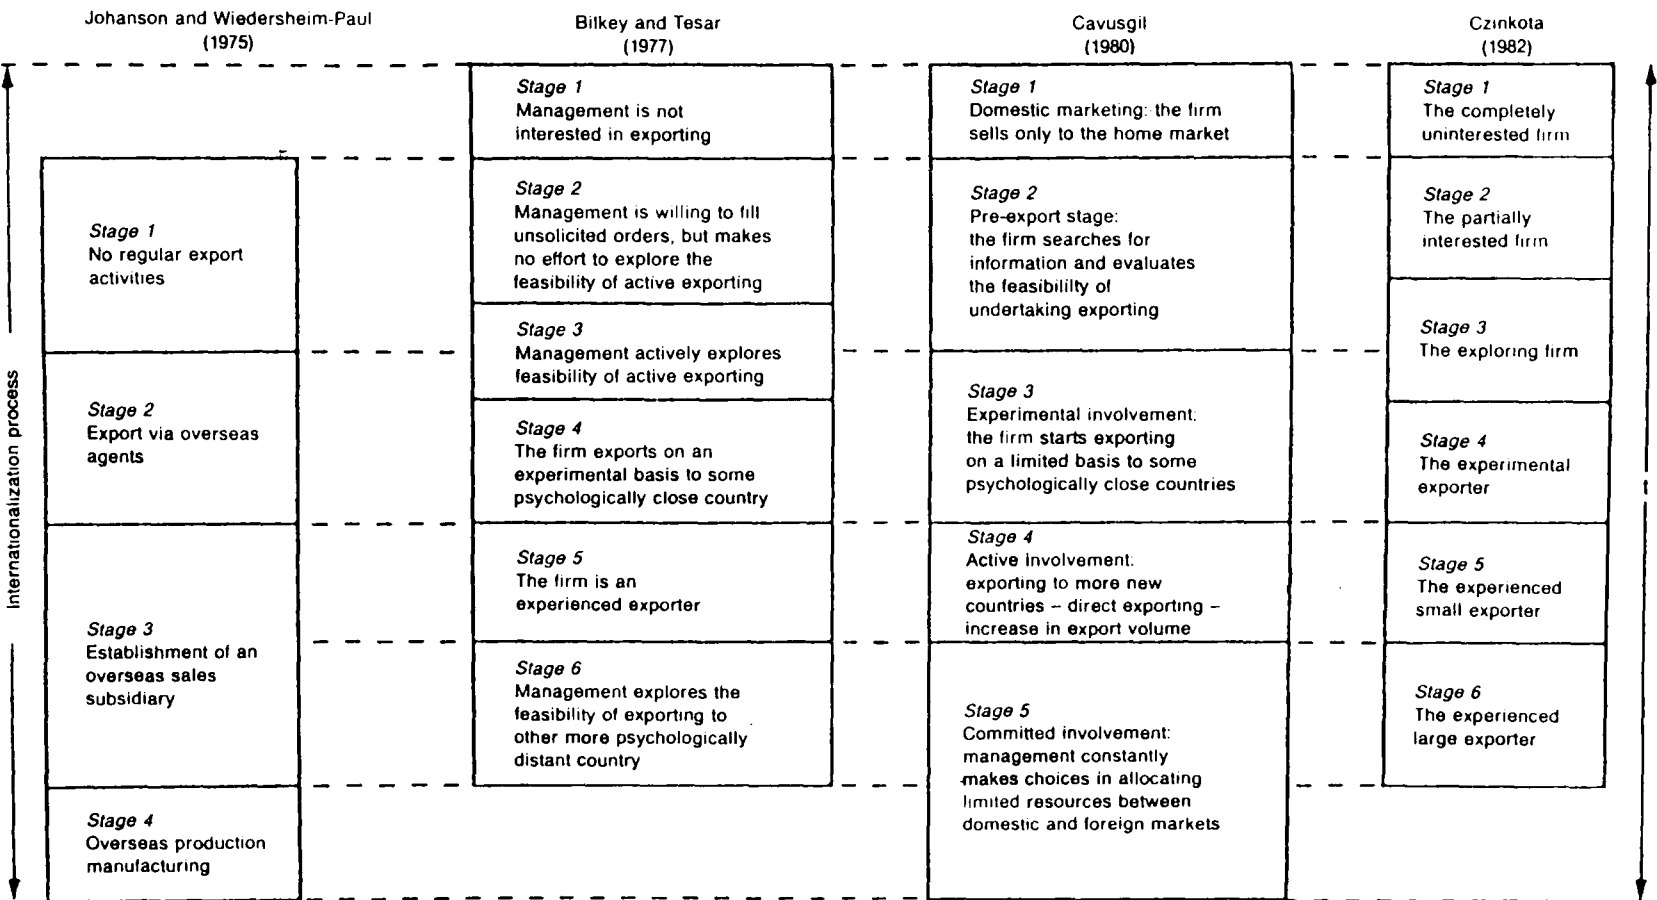 Johanson and Wiedersheim-Paul
(1975)
Stage 1
No regular export
activities
Stage 2
Export via overseas
agents
Stage 3
Establishment of an
overseas sales
subsidiary
Stage 4
Overseas production
manufacturing
Bilkey and Tesar
(1977)
Stage 1
Management is not
interested in exporting
Stage 2
Management is willing to fill
unsolicited orders, but makes
no effort to explore the
feasibility of active exporting
Stage 3
Management actively explores
feasibility of active exporting
Stage 4
The firm exports on an
experimental basis to some
psychologically close country
Stage 5
The firm is an
experienced exporter
Stage 6
Management explores the
feasibility of exporting to
other more psychologically
distant country
Cavusgil
(1980)
Stage 1
Domestic marketing: the firm
sells only to the home market
Stage 2
Pre-export stage:
the firm searches for
information and evaluates
the feasibililty of
undertaking exporting
Stage 3
Experimental involvement:
the firm starts exporting
on a limited basis to some
psychologically close countries
Stage 4
Active involvement:
exporting to more new
countries – direct exporting –
increase in export volume
Stage 5
Committed involvement:
management constantly
makes choices in allocating
limited resources between
domestic and foreign markets
Czinkota
(1982)
Stage 1
The completely
uninterested firm
Stage 2
The partially
interested firm
Stage 3
The exploring firm
Stage 4
The experimental
exporter
Stage 5
The experienced
small exporter
Stage 6
The experienced
large exporter
Internationalization process